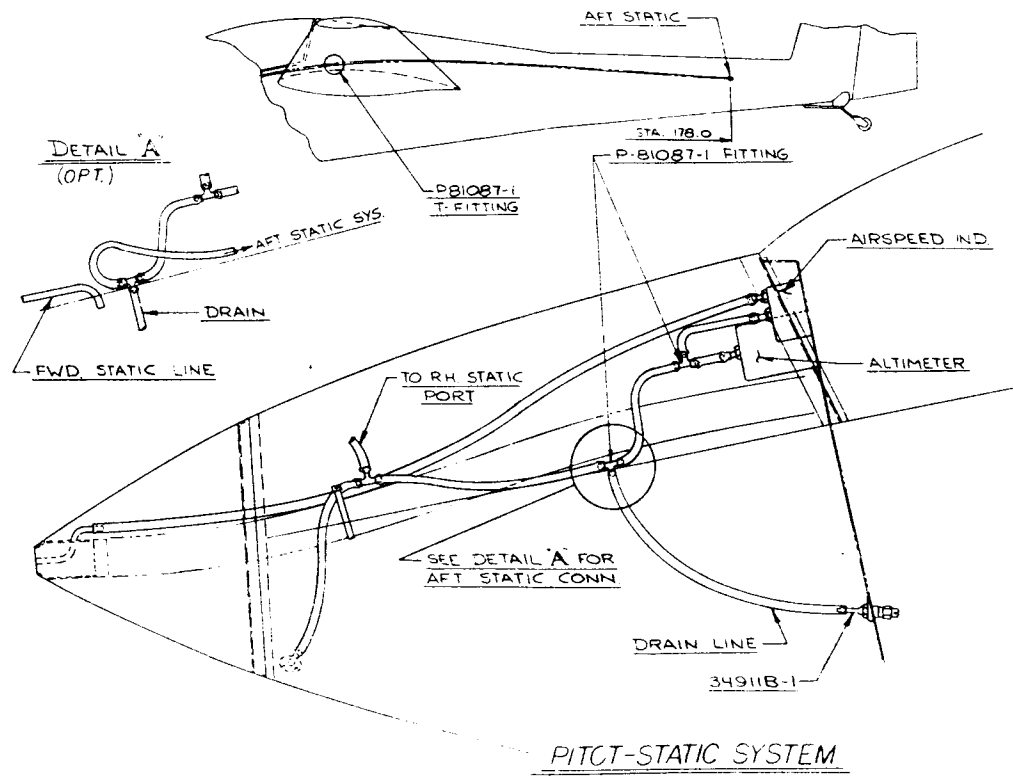 AFT STATIC
STA. 178.0
DETAIL "A"
(OPT.)
P-81087-1 FITTING
P81087-1
T-FITTING
AFT STATIC SYS.
AIRSPEED IND.
DRAIN
FWD. STATIC LINE
ALTIMETER
TO R.H. STATIC
PORT
SEE DETAIL "A" FOR
AFT STATIC CONN
DRAIN LINE
34911B-1
PITCT-STATIC SYSTEM